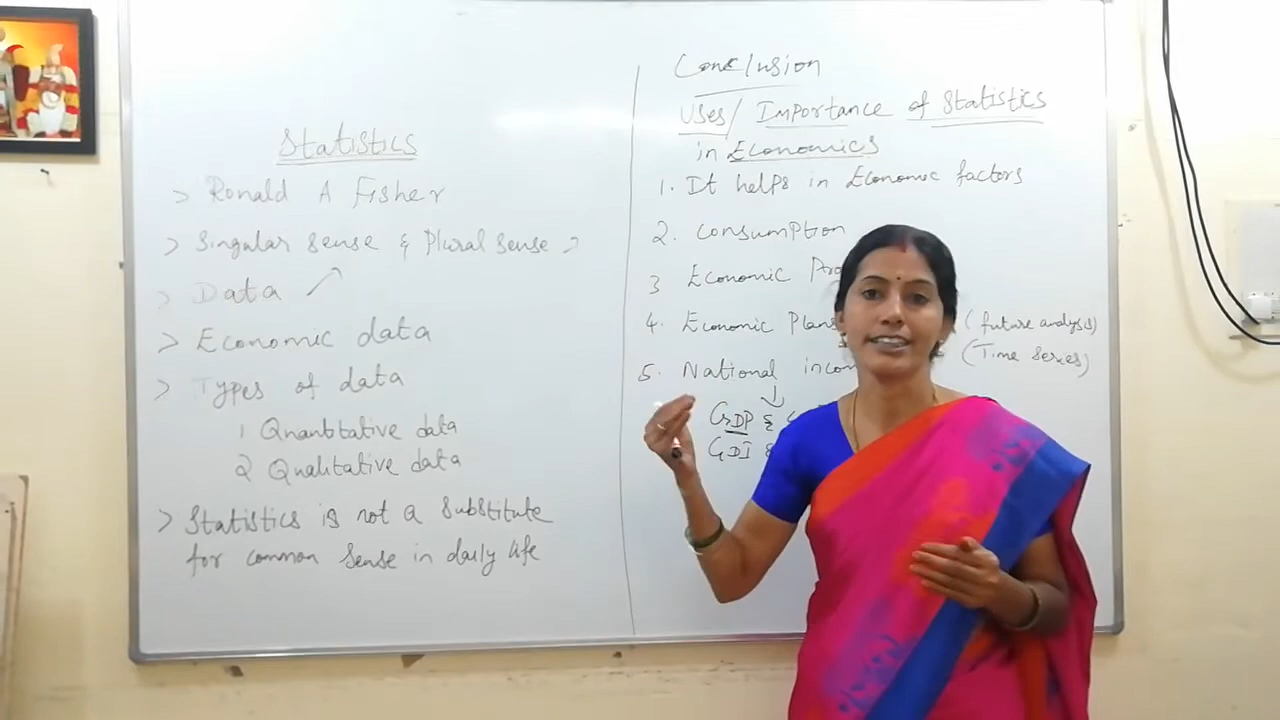 Statistics
> Ronald A Fisher
> Singular sense & Plural sense >
> Data
> Economic data
> Types of data
1 Quantitative data
2 Qualitative data
> Statistics is not a substitute
for common sense in daily life
Conclusion
Uses/ Importance of Statistics
in Economics
1. It helps in Economic factors
2. Consumption
3 Economic
4. Economic (future analysis)
(Time series)
5. National
GDP &
GDI &